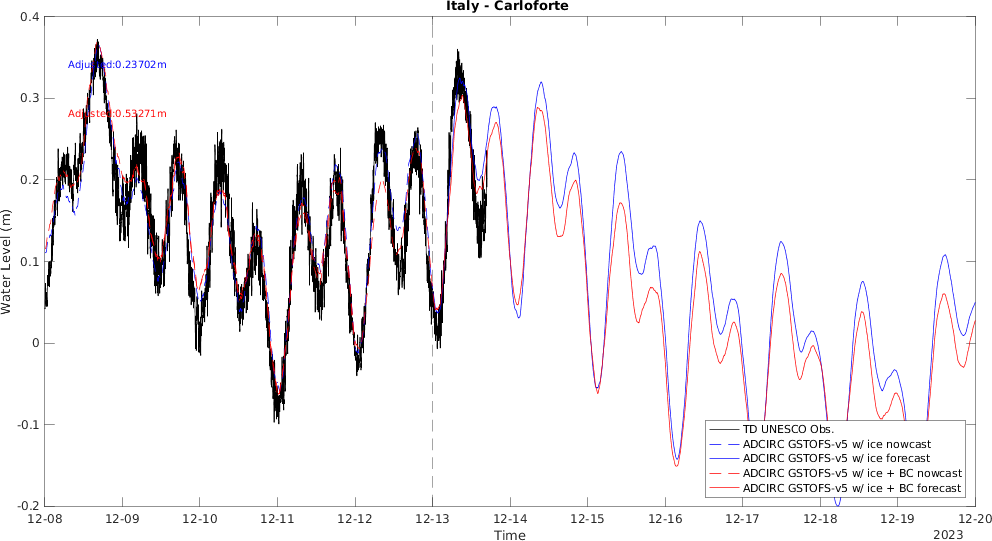 Italy - Carloforte
0.4
0.3
0.2
0.1
0
-0.1
-0.2
Water Level (m)
Adjusted:0.23702m
Adjusted:0.53271m
TD UNESCO Obs.
ADCIRC GSTOFS-v5 w/ ice nowcast
ADCIRC GSTOFS-v5 w/ ice forecast
ADCIRC GSTOFS-v5 w/ ice + BC nowcast
ADCIRC GSTOFS-v5 w/ ice + BC forecast
12-08 12-09 12-10 12-11 12-12 12-13 12-14 12-15 12-16 12-17 12-18 12-19 12-20
Time
2023